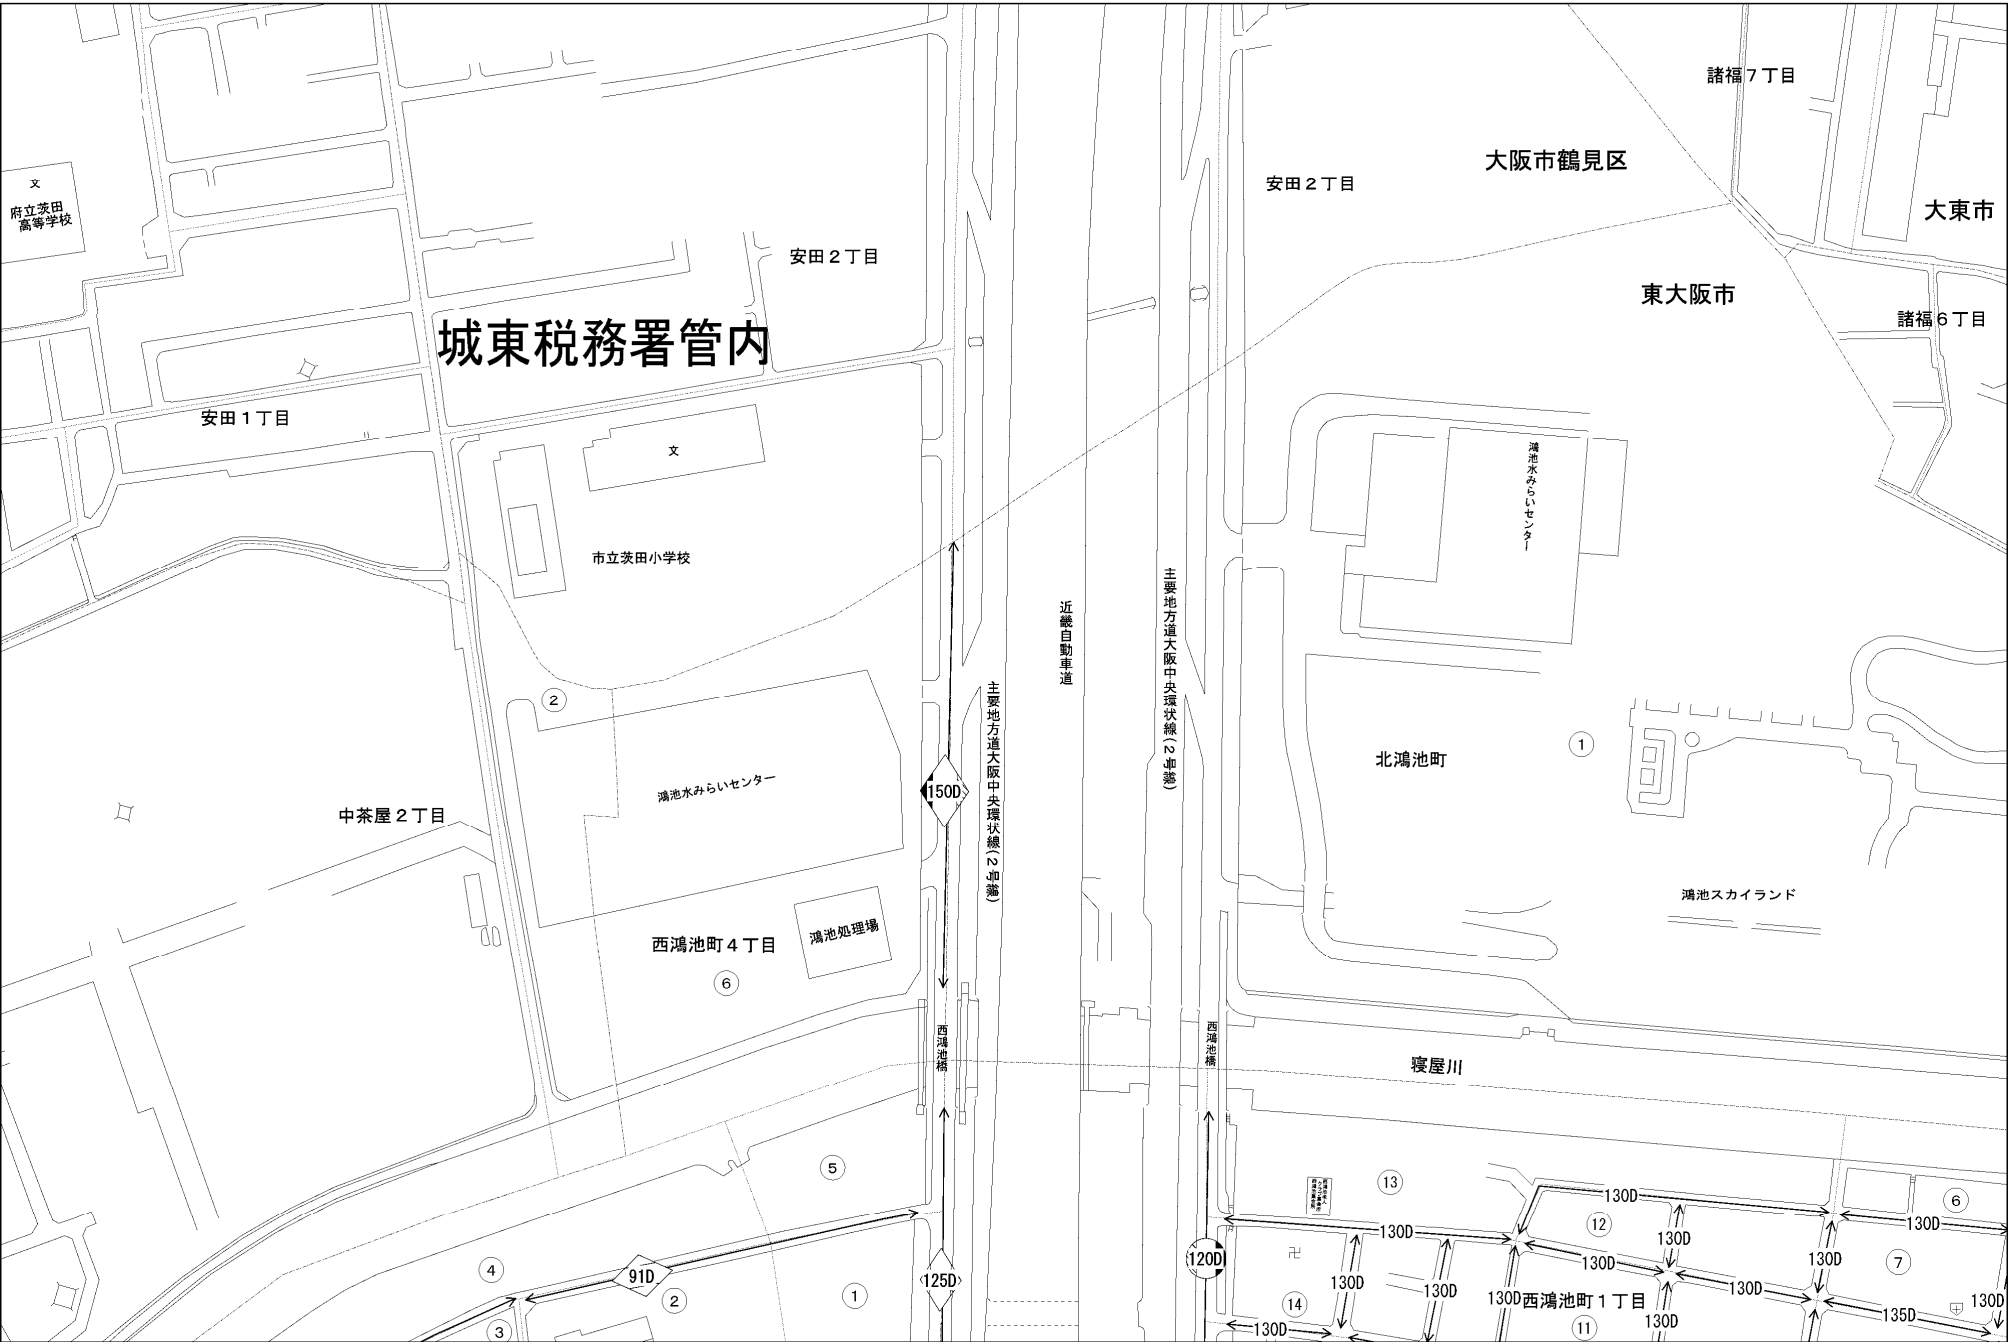 諸福７丁目
大阪市鶴見区
安田２丁目
大東市
文
府立茨田
高等学校
安田２丁目
東大阪市
諸福６丁目
城東税務署管内
安田１丁目
文
鴻池水みらいセンター
市立茨田小学校
近畿自動車道
主要地方道大阪中央環状線(２号線)
主要地方道大阪中央環状線(２号線)
②
①
北鴻池町
鴻池水みらいセンター
150D
中茶屋２丁目
鴻池スカイランド
西鴻池町４丁目
鴻池処理場
⑥
西鴻池橋
西鴻池橋
寝屋川
⑤
⑬
130D
⑥
⑫
130D
130D
130D
130D
④
91D
125D
120D
卍
130D
⑦
②
①
⑭
130D
130D
130D
西鴻池町１丁目
130D
135D
130D
③
130D
⑪
130D